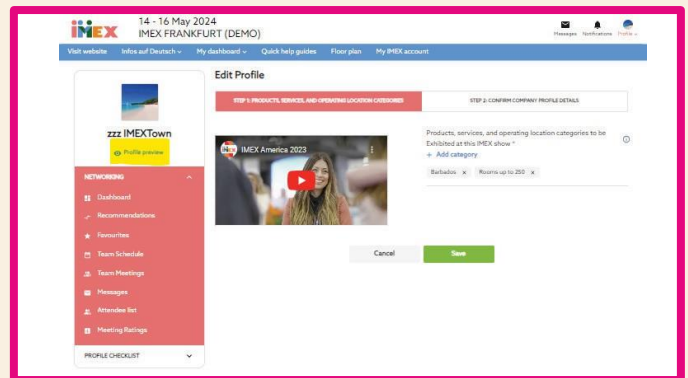 imex
14 - 16 May 2024
IMEX FRANKFURT (DEMO)
Messages Notifications Profile
Visit website Infos auf Deutsch My dashboard Quick help guides Floor plan My IMEX account
Edit Profile
STEP 1: PRODUCTS, SERVICES, AND OPERATING LOCATION CATEGORIES
STEP 2: CONFIRM COMPANY PROFILE DETAILS
zzz IMEXTown
Profile preview
NETWORKING
Dashboard
Recommendations
Favourites
Team Schedule
Team Meetings
Messages
Attendee list
Meeting Ratings
PROFILE CHECKLIST
imex IMEX America 2023
Products, services, and operating location categories to be
Exhibited at this IMEX show *
+ Add category
Barbados x Rooms up to 250 x
Cancel Save